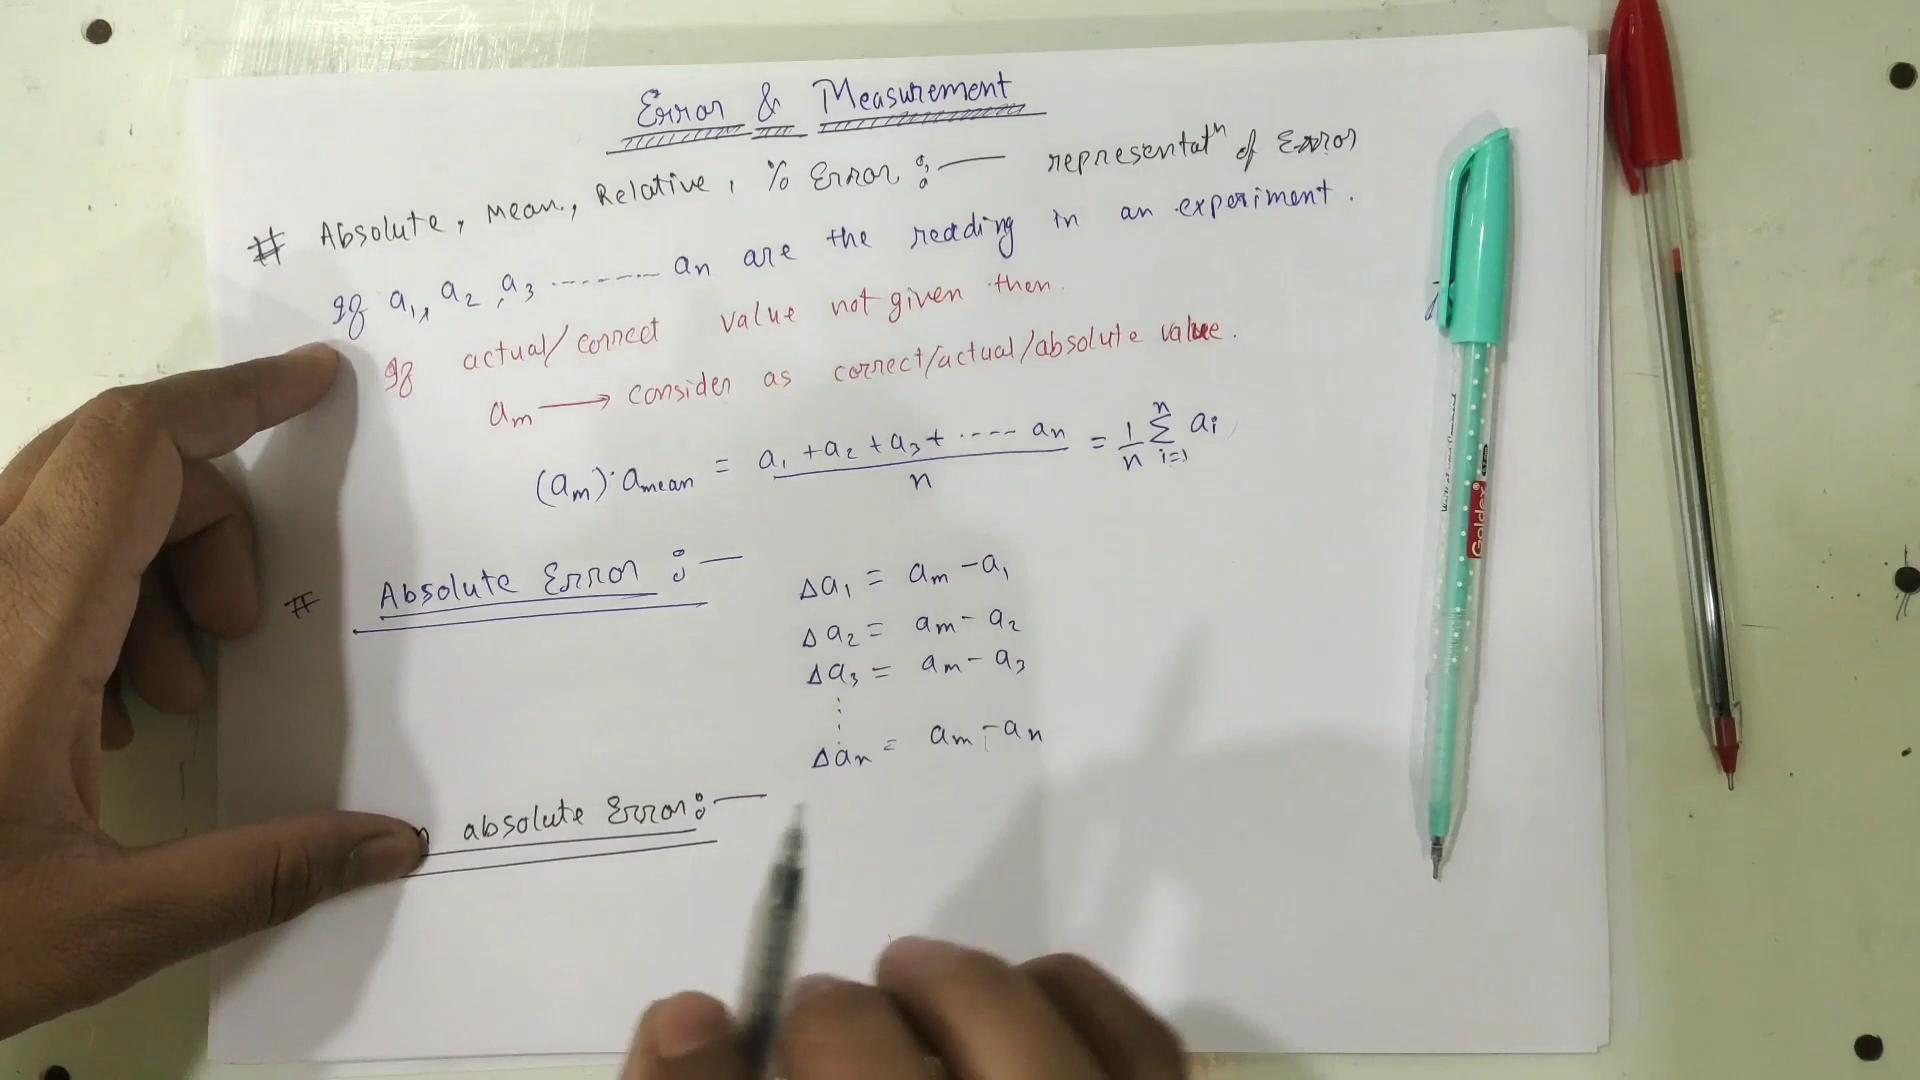 Error & Measurement
# Absolute, Mean, Relative, % Error :— representatⁿ of Error
If a₁, a₂, a₃ -------- aₙ are the reading in an experiment.
If actual/correct value not given then.
aₘ → consider as correct/actual/absolute value.
(aₘ)·aₘₑₐₙ = a₁ + a₂ + a₃ + ---- aₙ / n = 1/n Σⁿᵢ₌₁ aᵢ
# Absolute Error :—
Δa₁ = aₘ - a₁
Δa₂ = aₘ - a₂
Δa₃ = aₘ - a₃
⋮
Δaₙ = aₘ - aₙ
absolute Error :—
Goldex